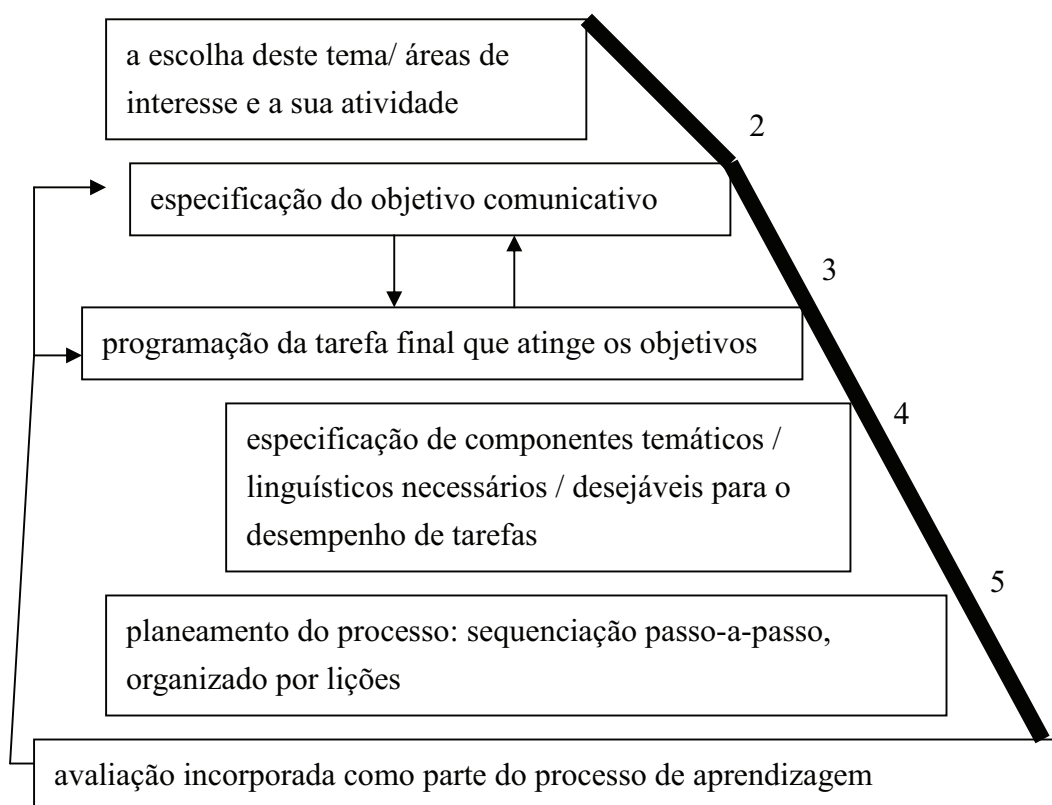 a escolha deste tema/ áreas de
interesse e a sua atividade
2
especificação do objetivo comunicativo
3
programação da tarefa final que atinge os objetivos
4
especificação de componentes temáticos /
linguísticos necessários / desejáveis para o
desempenho de tarefas
5
planeamento do processo: sequenciação passo-a-passo,
organizado por lições
avaliação incorporada como parte do processo de aprendizagem